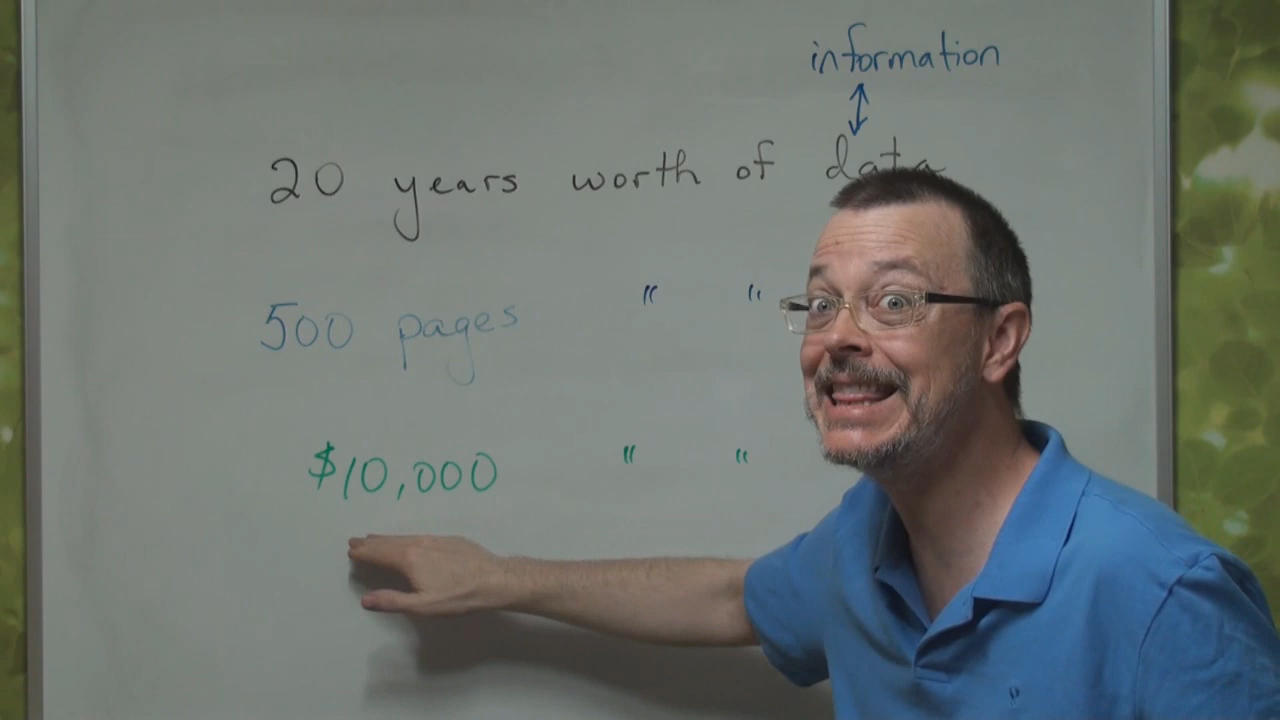 information
20 years worth of data
500 pages " "
$10,000 " "